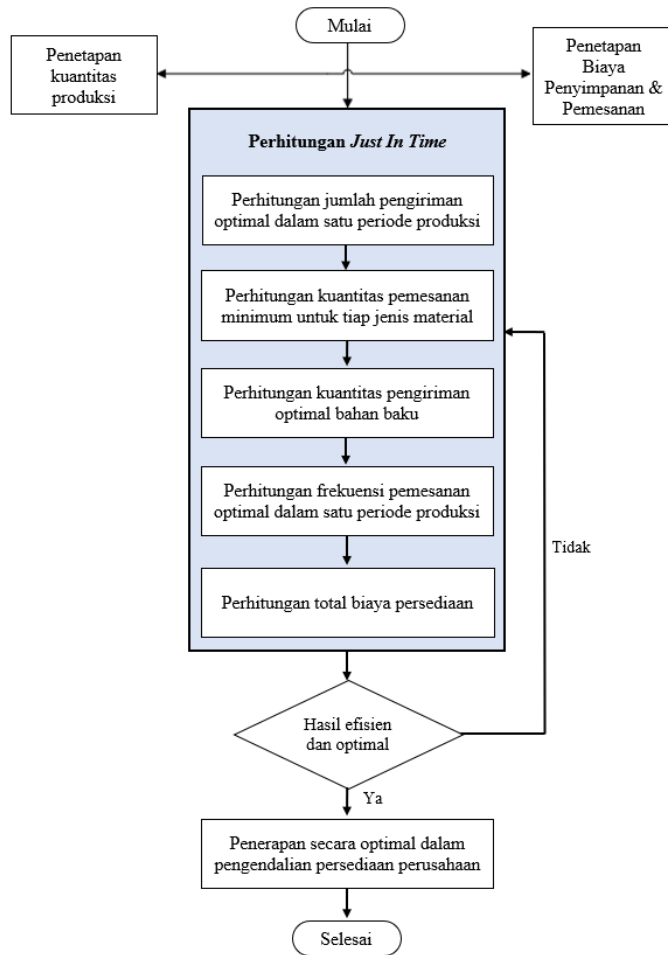 Mulai
Penetapan
kuantitas
produksi
Penetapan
Biaya
Penyimpanan &
Pemesanan
Perhitungan Just In Time
Perhitungan jumlah pengiriman
optimal dalam satu periode produksi
Perhitungan kuantitas pemesanan
minimum untuk tiap jenis material
Perhitungan kuantitas pengiriman
optimal bahan baku
Perhitungan frekuensi pemesanan
optimal dalam satu periode produksi
Perhitungan total biaya persediaan
Tidak
Hasil efisien
dan optimal
Ya
Penerapan secara optimal dalam
pengendalian persediaan perusahaan
Selesai